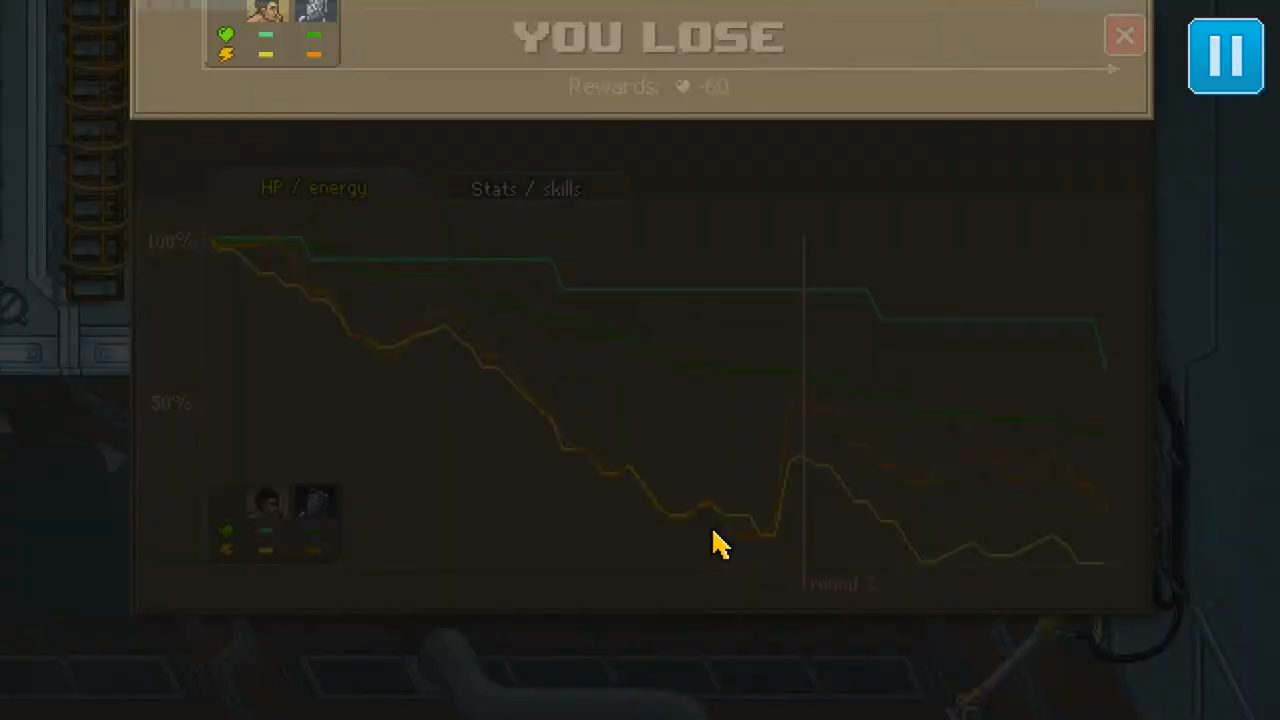 YOU LOSE
Rewards: -60
HP / energy
Stats / skills
100%
50%
round 2